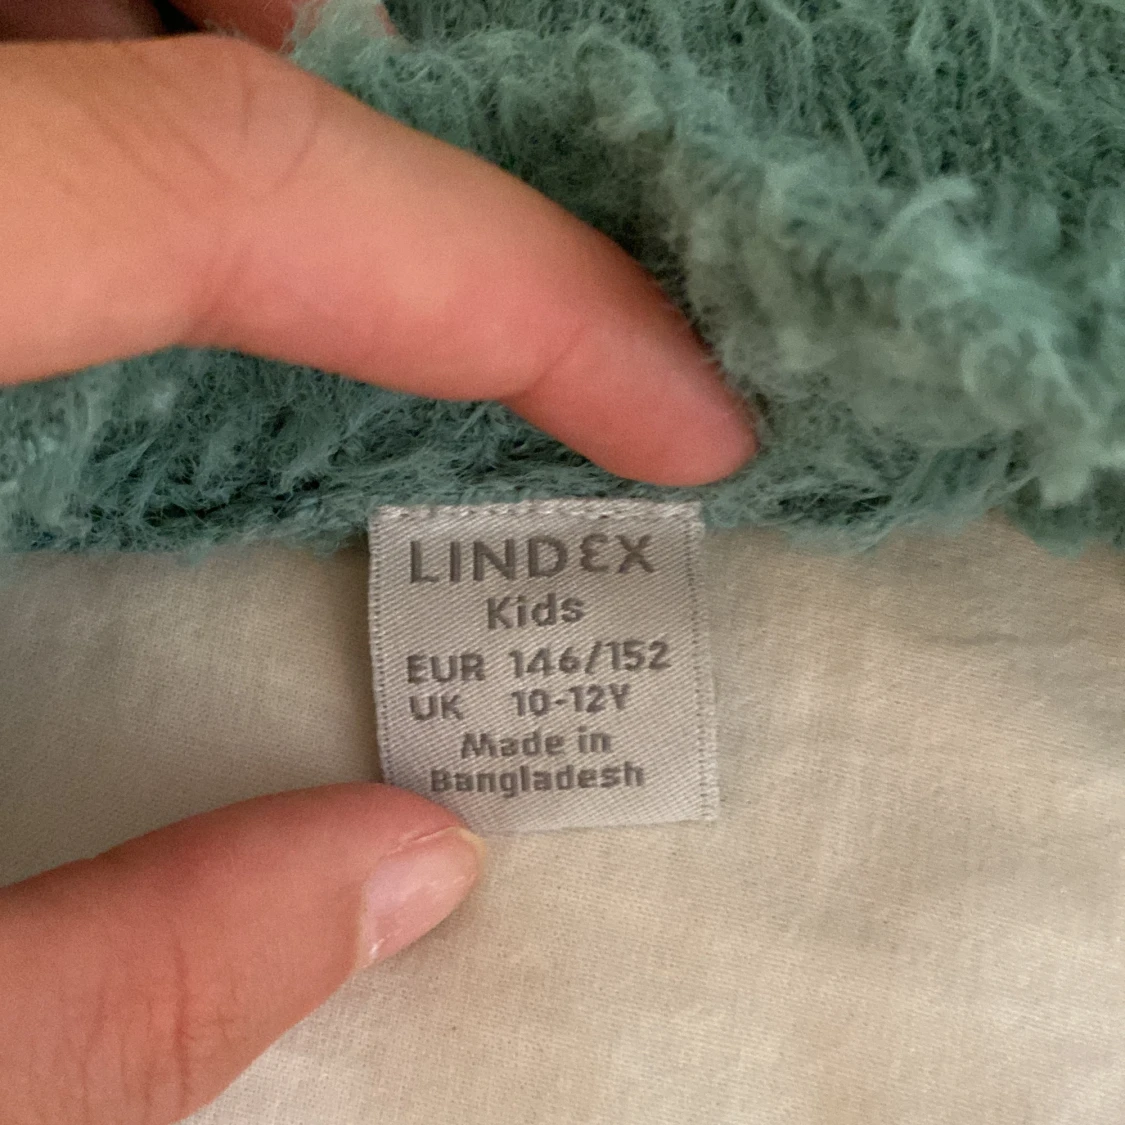 LINDEX
Kids
EUR 146/152
UK 10-12Y
Made in
Bangladesh